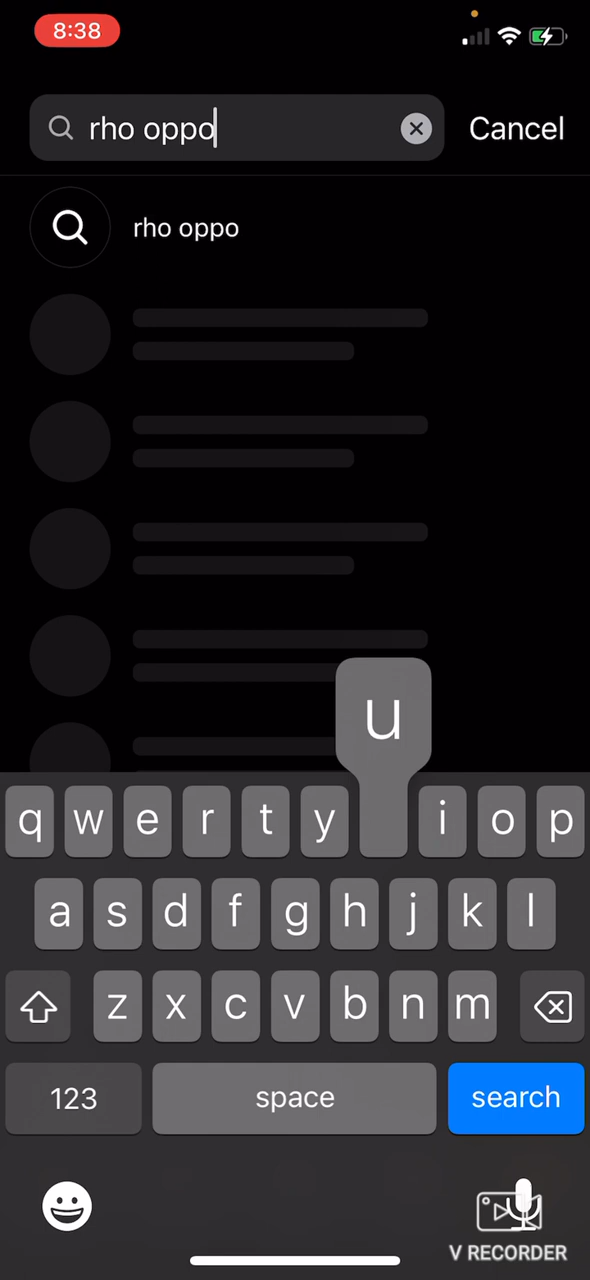 8:38
rho oppo
Cancel
rho oppo
u
q w e r t y i o p
a s d f g h j k l
z x c v b n m
123 space search
V RECORDER